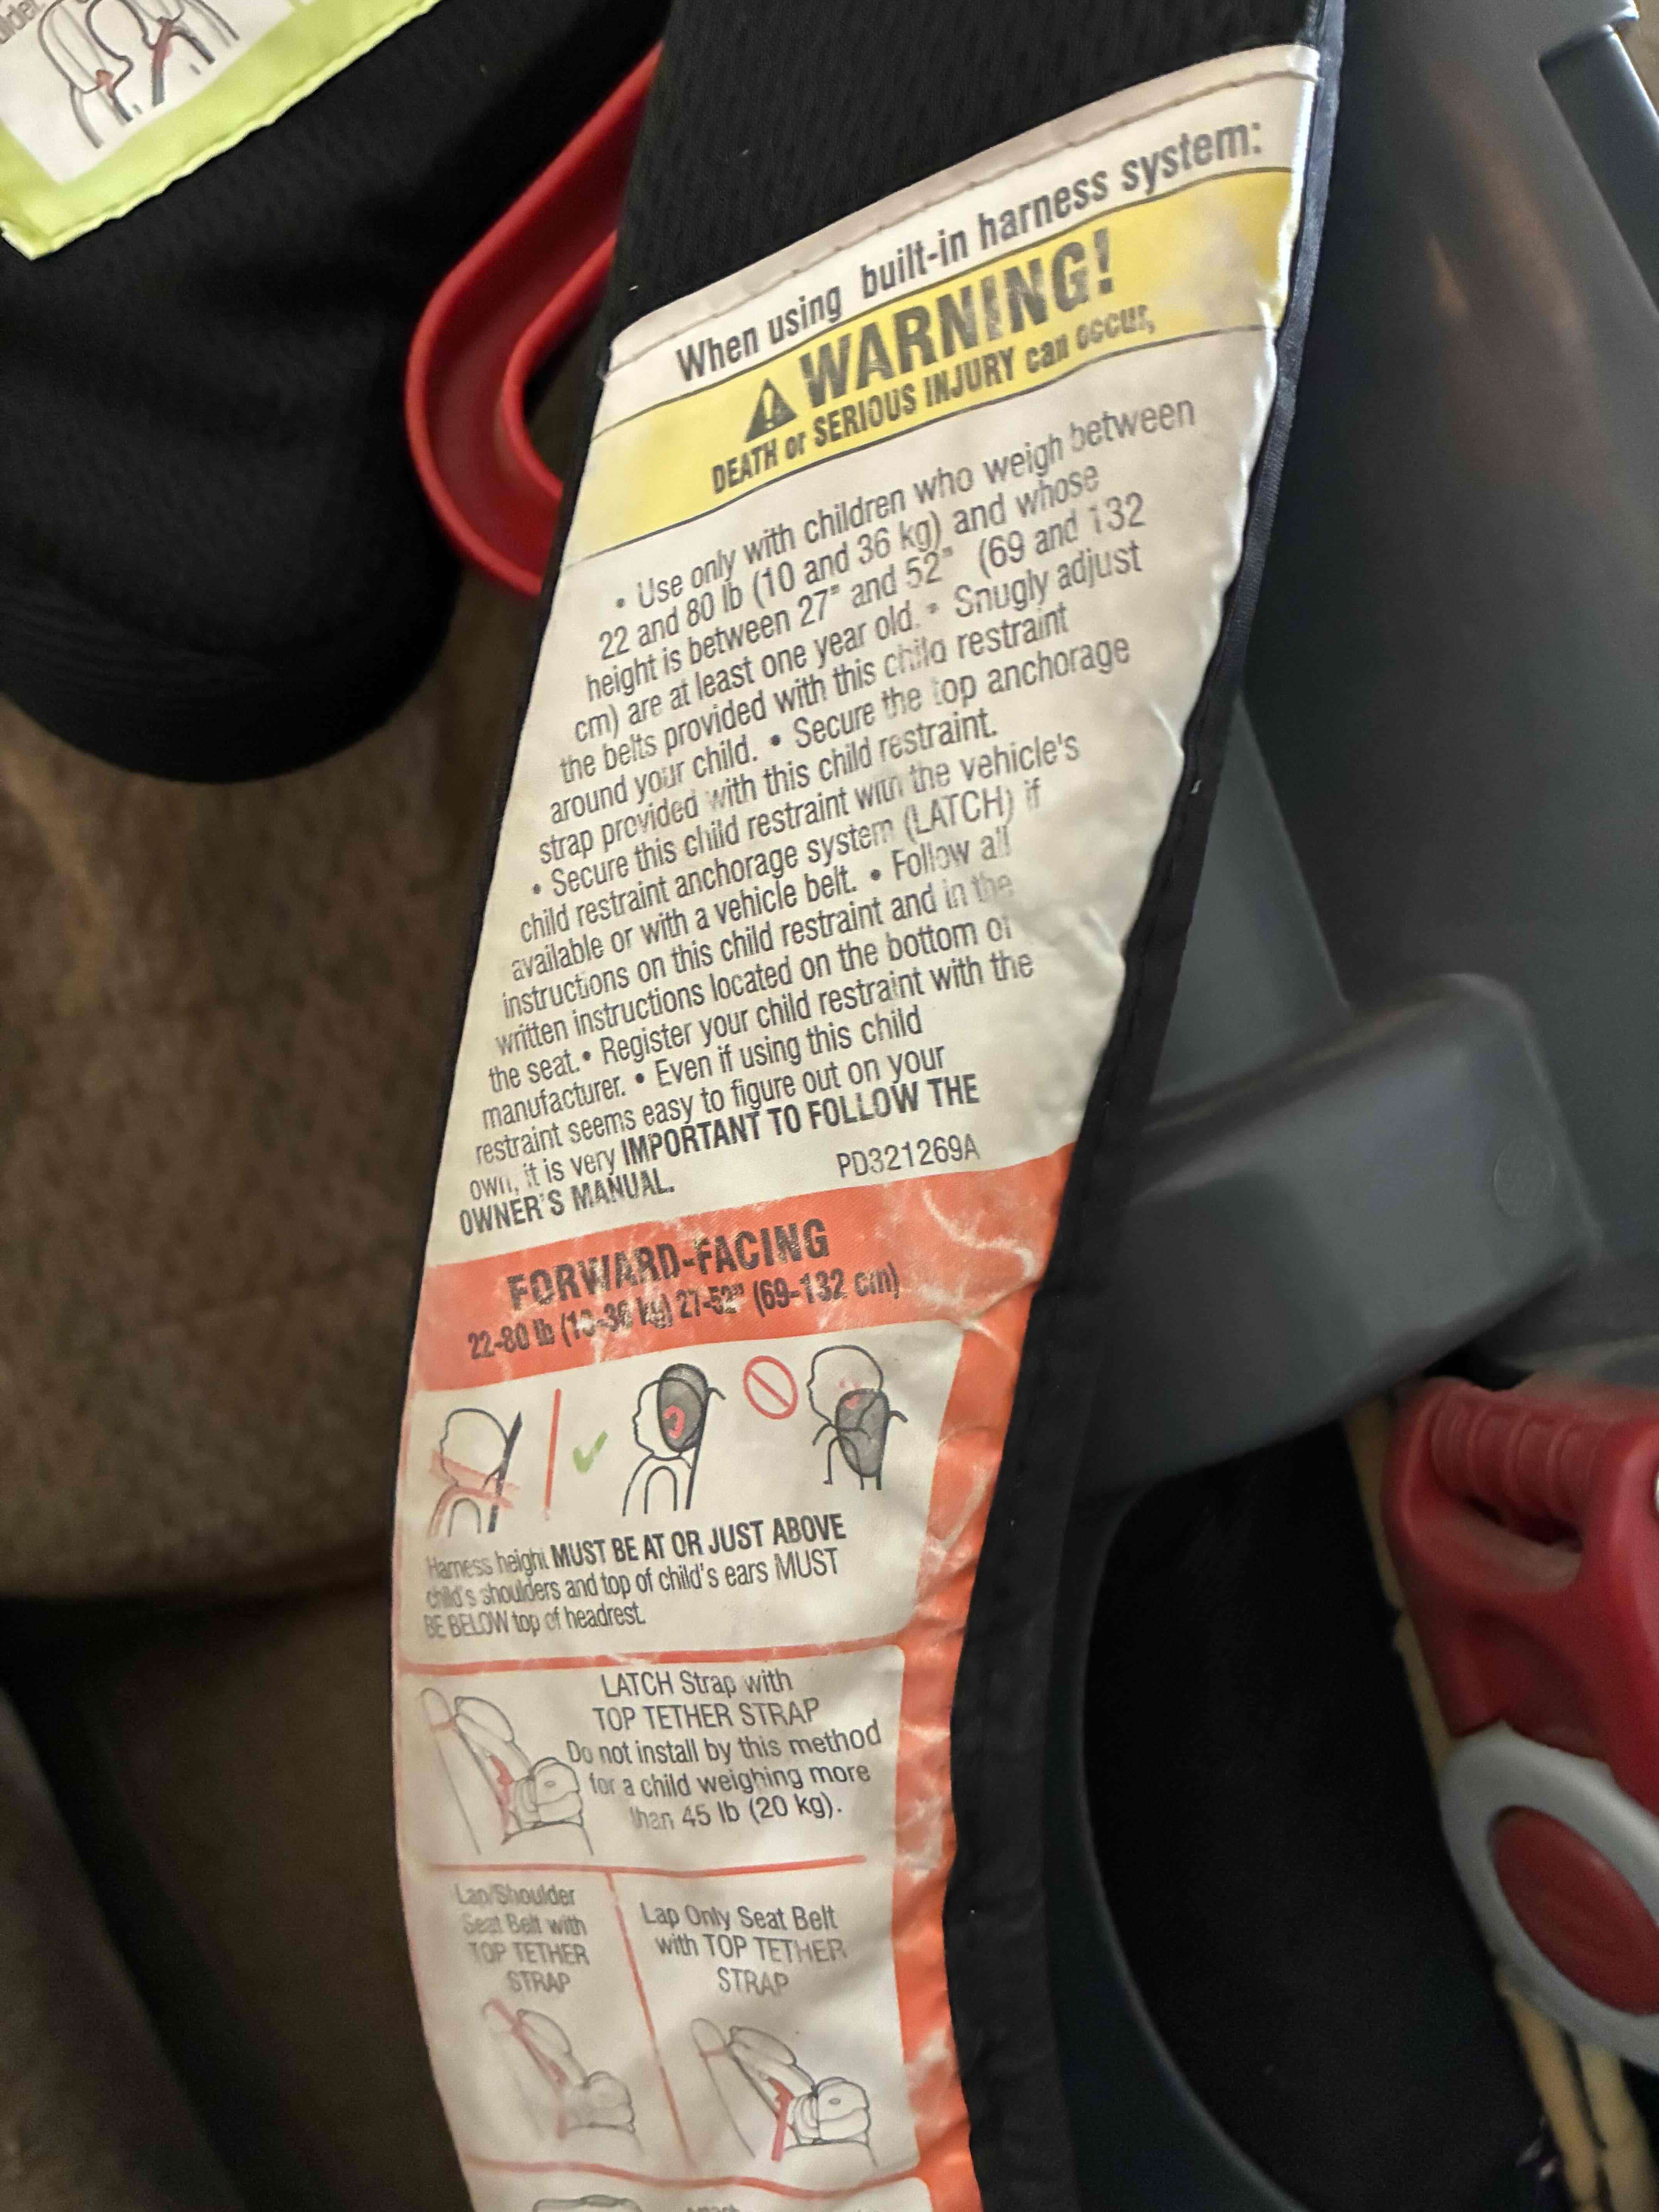 When using built-in harness system:
WARNING!
DEATH or SERIOUS INJURY can occur,
• Use only with children who weigh between
22 and 80 lb (10 and 36 kg) and whose
height is between 27" and 52" (69 and 132
cm) are at least one year old. • Snugly adjust
the belts provided with this child restraint
around your child. • Secure the top anchorage
strap provided with this child restraint.
• Secure this child restraint with the vehicle's
child restraint anchorage system (LATCH) if
available or with a vehicle belt. • Follow all
instructions on this child restraint and in the
written instructions located on the bottom of
the seat. • Register your child restraint with the
manufacturer. • Even if using this child
restraint seems easy to figure out on your
own, it is very IMPORTANT TO FOLLOW THE
OWNER'S MANUAL.
PD321269A
FORWARD-FACING
22-80 lb (10-36 kg) 27-52" (69-132 cm)
Harness height MUST BE AT OR JUST ABOVE
child's shoulders and top of child's ears MUST
BE BELOW top of headrest.
LATCH Strap with
TOP TETHER STRAP
Do not install by this method
for a child weighing more
than 45 lb (20 kg).
Lap/Shoulder
Seat Belt with
TOP TETHER
STRAP
Lap Only Seat Belt
with TOP TETHER
STRAP